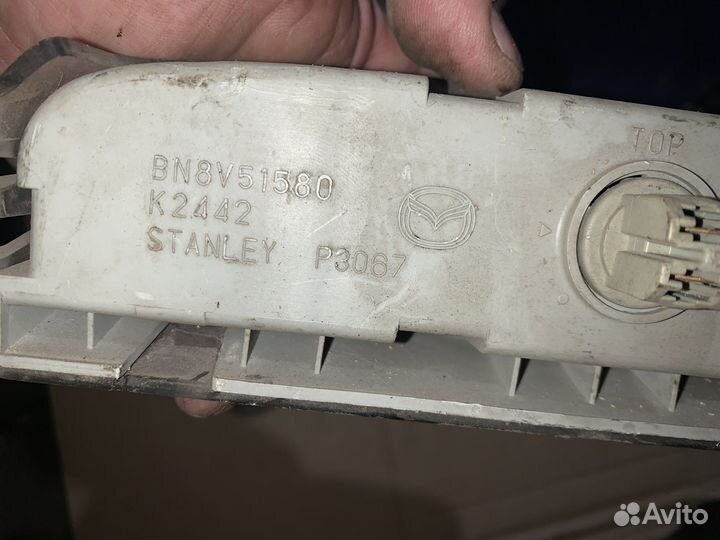 TOP
BN8V51580
K2442
STANLEY P3067
Avito